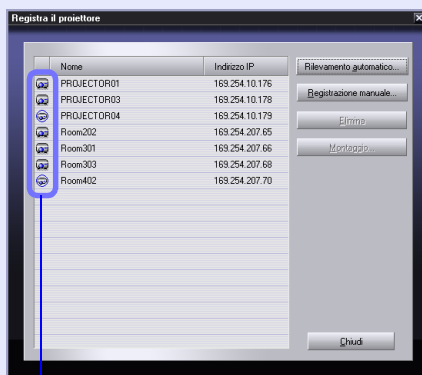 Registra il proiettore
Nome Indirizzo IP
PROJECTOR01 169.254.10.176
PROJECTOR03 169.254.10.178
PROJECTOR04 169.254.10.179
Room202 169.254.207.65
Room301 169.254.207.66
Room303 169.254.207.68
Room402 169.254.207.70
Rilevamento automatico...
Registrazione manuale...
Elimina
Montaggio...
Chiudi